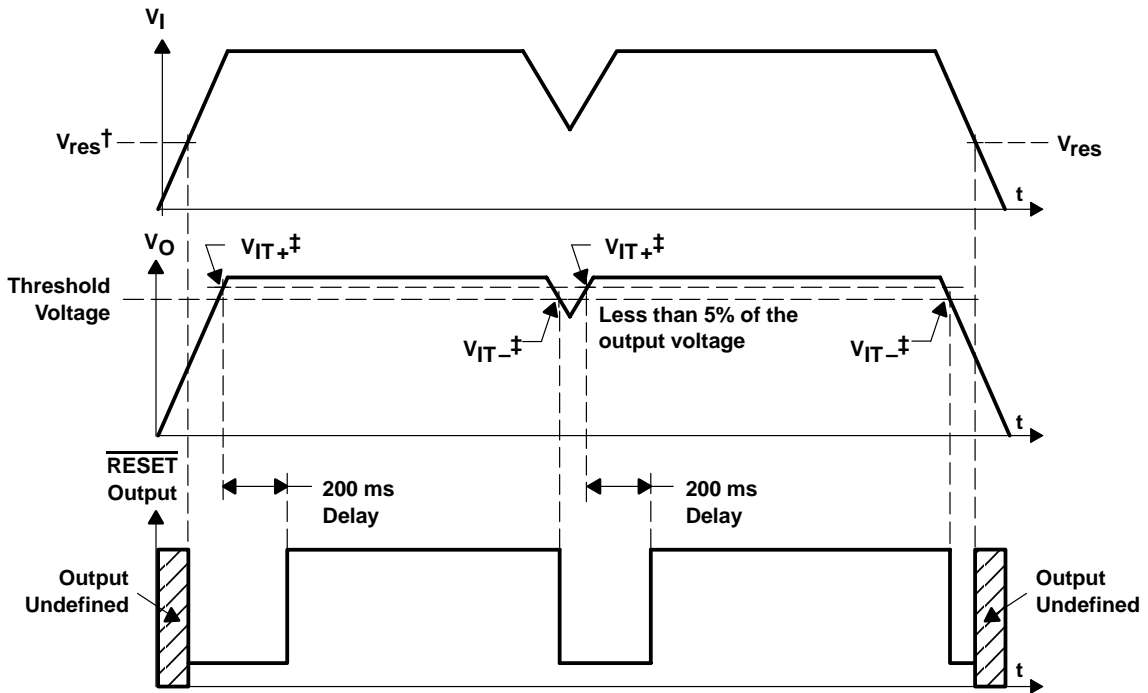 VI
Vres†
Vres
t
VO
VIT+‡
VIT+‡
Threshold
Voltage
Less than 5% of the
output voltage
VIT–‡
VIT–‡
t
RESET
Output
200 ms
Delay
200 ms
Delay
Output
Undefined
Output
Undefined
t